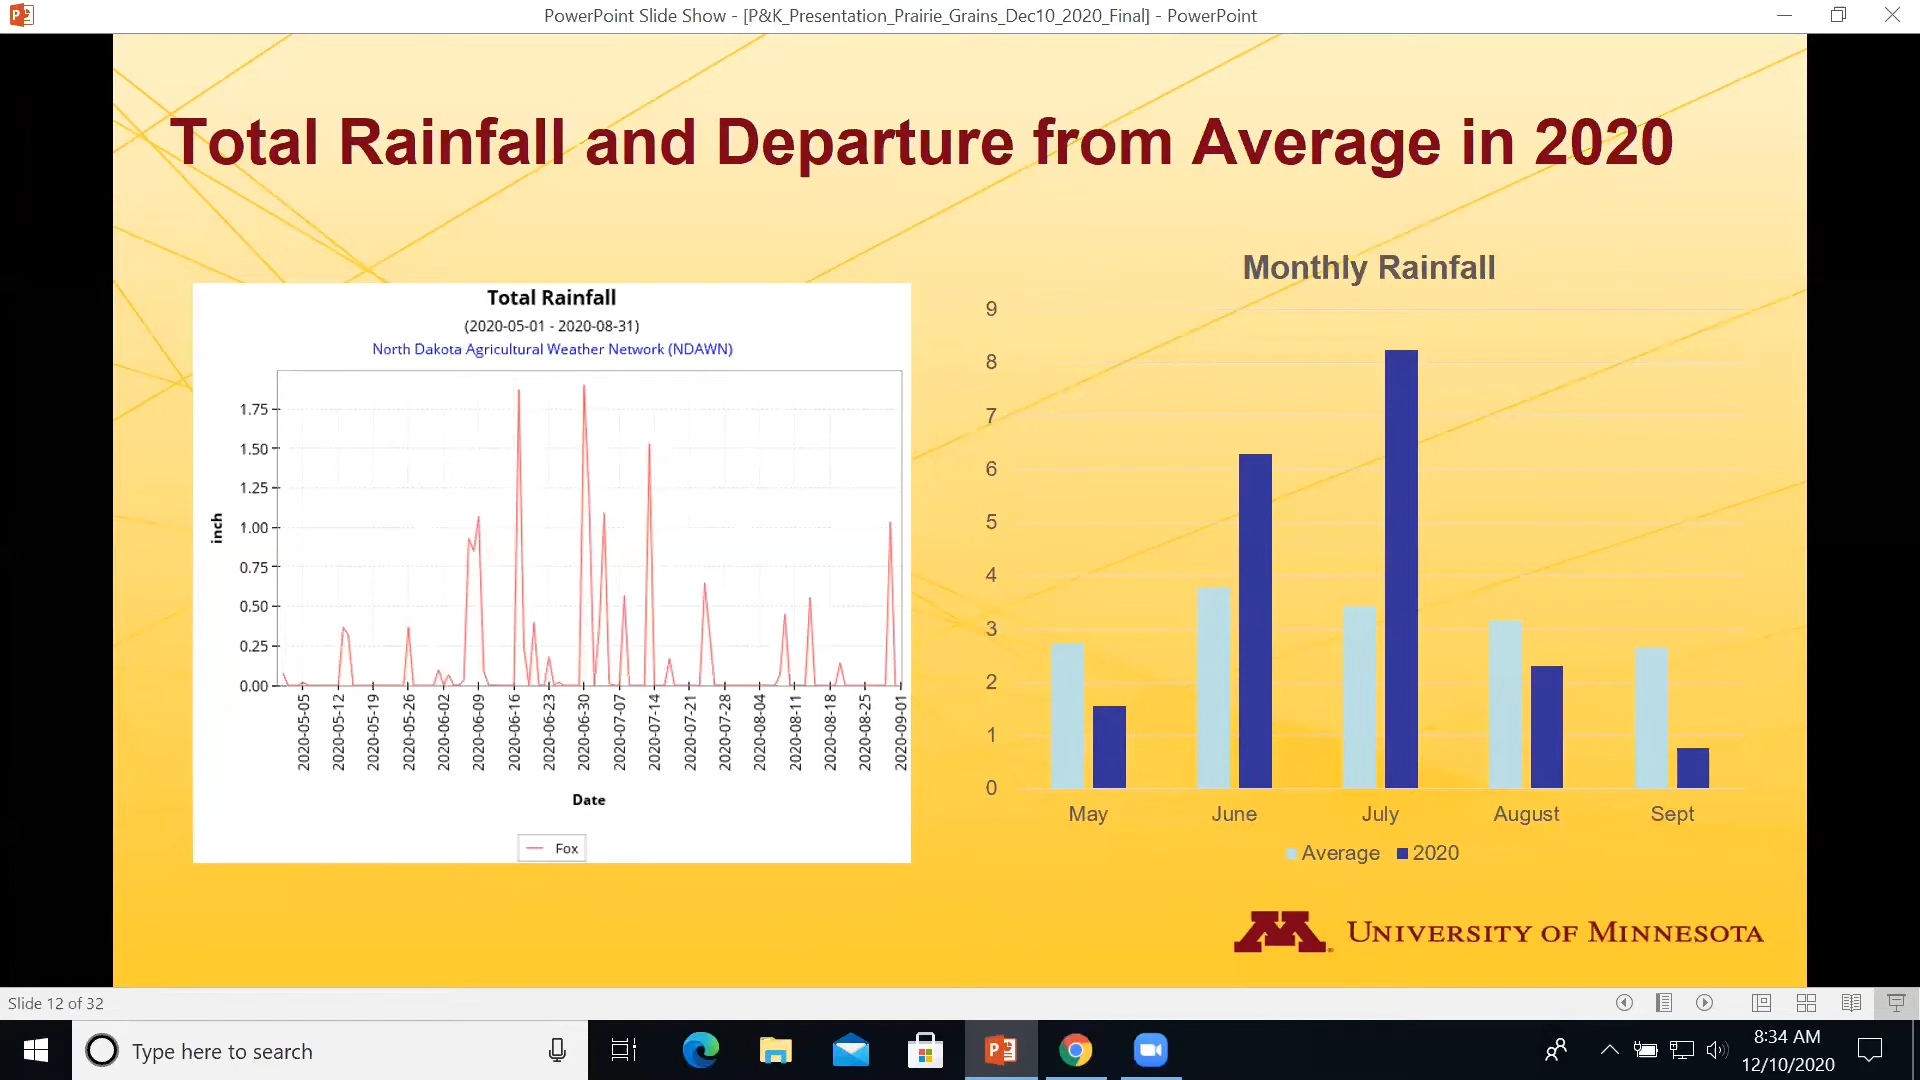 PowerPoint Slide Show - [P&K_Presentation_Prairie_Grains_Dec10_2020_Final] - PowerPoint
Total Rainfall and Departure from Average in 2020
Total Rainfall
(2020-05-01 - 2020-08-31)
North Dakota Agricultural Weather Network (NDAWN)
1.75
1.50
1.25
1.00
0.75
0.50
0.25
0.00
inch
2020-05-05
2020-05-12
2020-05-19
2020-05-26
2020-06-02
2020-06-09
2020-06-16
2020-06-23
2020-06-30
2020-07-07
2020-07-14
2020-07-21
2020-07-28
2020-08-04
2020-08-11
2020-08-18
2020-08-25
2020-09-01
Date
Fox
Monthly Rainfall
9
8
7
6
5
4
3
2
1
0
May June July August Sept
Average 2020
M UNIVERSITY OF MINNESOTA
Slide 12 of 32
Type here to search
8:34 AM
12/10/2020